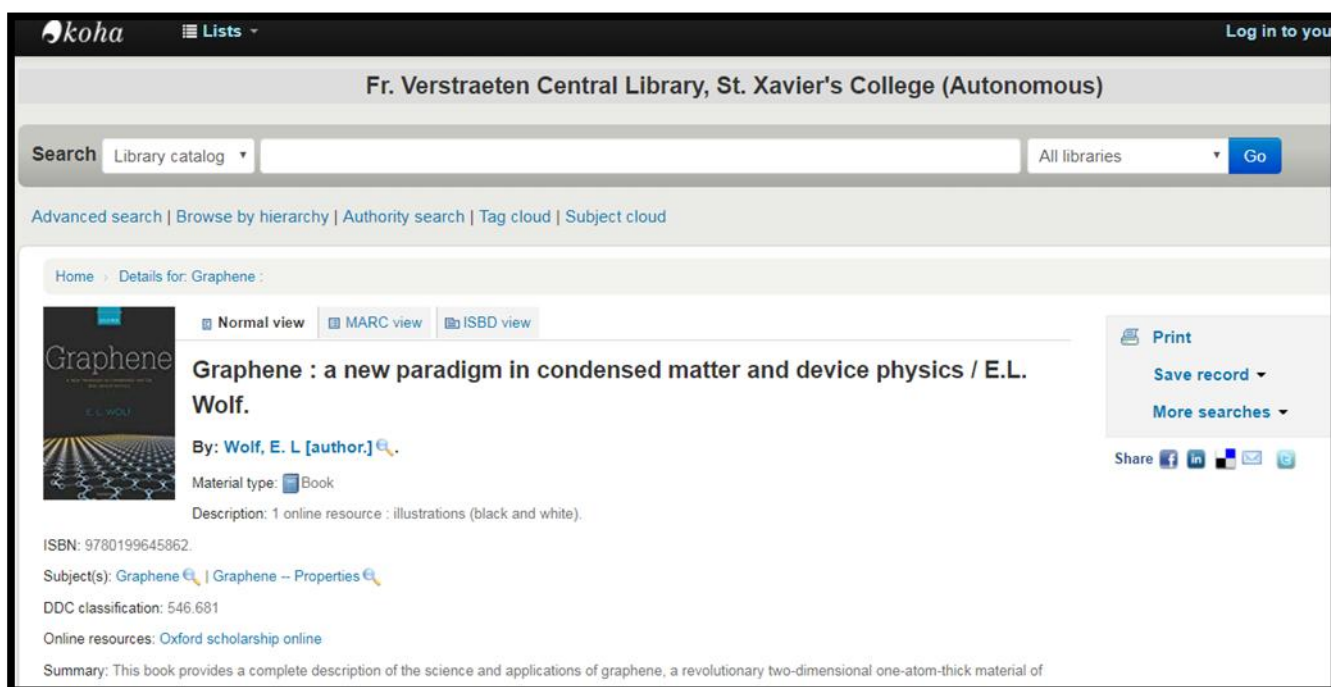 koha Lists Log in to you
Fr. Verstraeten Central Library, St. Xavier's College (Autonomous)
Search Library catalog All libraries Go
Advanced search | Browse by hierarchy | Authority search | Tag cloud | Subject cloud
Home › Details for: Graphene :
Graphene
E. L. WOLF
Normal view MARC view ISBD view
Graphene : a new paradigm in condensed matter and device physics / E.L.
Wolf.
By: Wolf, E. L [author.] .
Material type: Book
Description: 1 online resource : illustrations (black and white).
ISBN: 9780199645862.
Subject(s): Graphene | Graphene -- Properties
DDC classification: 546.681
Online resources: Oxford scholarship online
Summary: This book provides a complete description of the science and applications of graphene, a revolutionary two-dimensional one-atom-thick material of
Print
Save record
More searches
Share f in